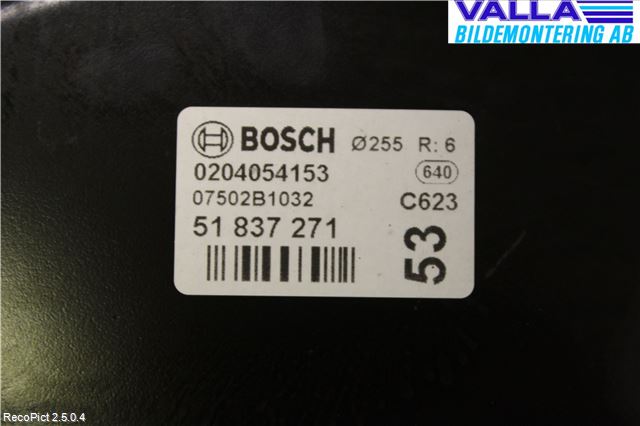 VALLA
BILDEMONTERING AB
BOSCH Ø255 R: 6
0204054153 640
07502B1032 C623
51 837 271
53
RecoPict 2.5.0.4